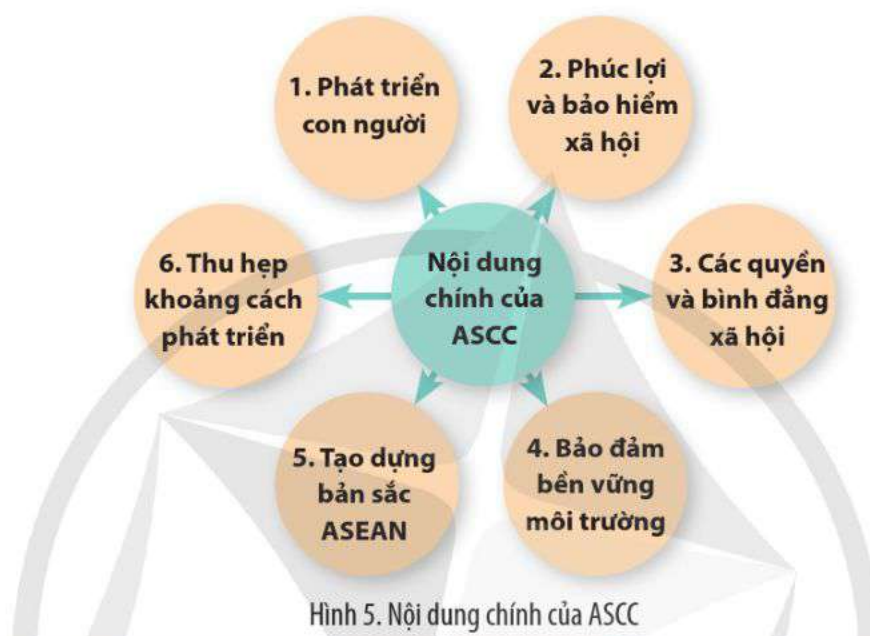 1. Phát triển
con người
2. Phúc lợi
và bảo hiểm
xã hội
3. Các quyền
và bình đẳng
xã hội
4. Bảo đảm
bền vững
môi trường
5. Tạo dựng
bản sắc
ASEAN
6. Thu hẹp
khoảng cách
phát triển
Nội dung
chính của
ASCC
Hình 5. Nội dung chính của ASCC